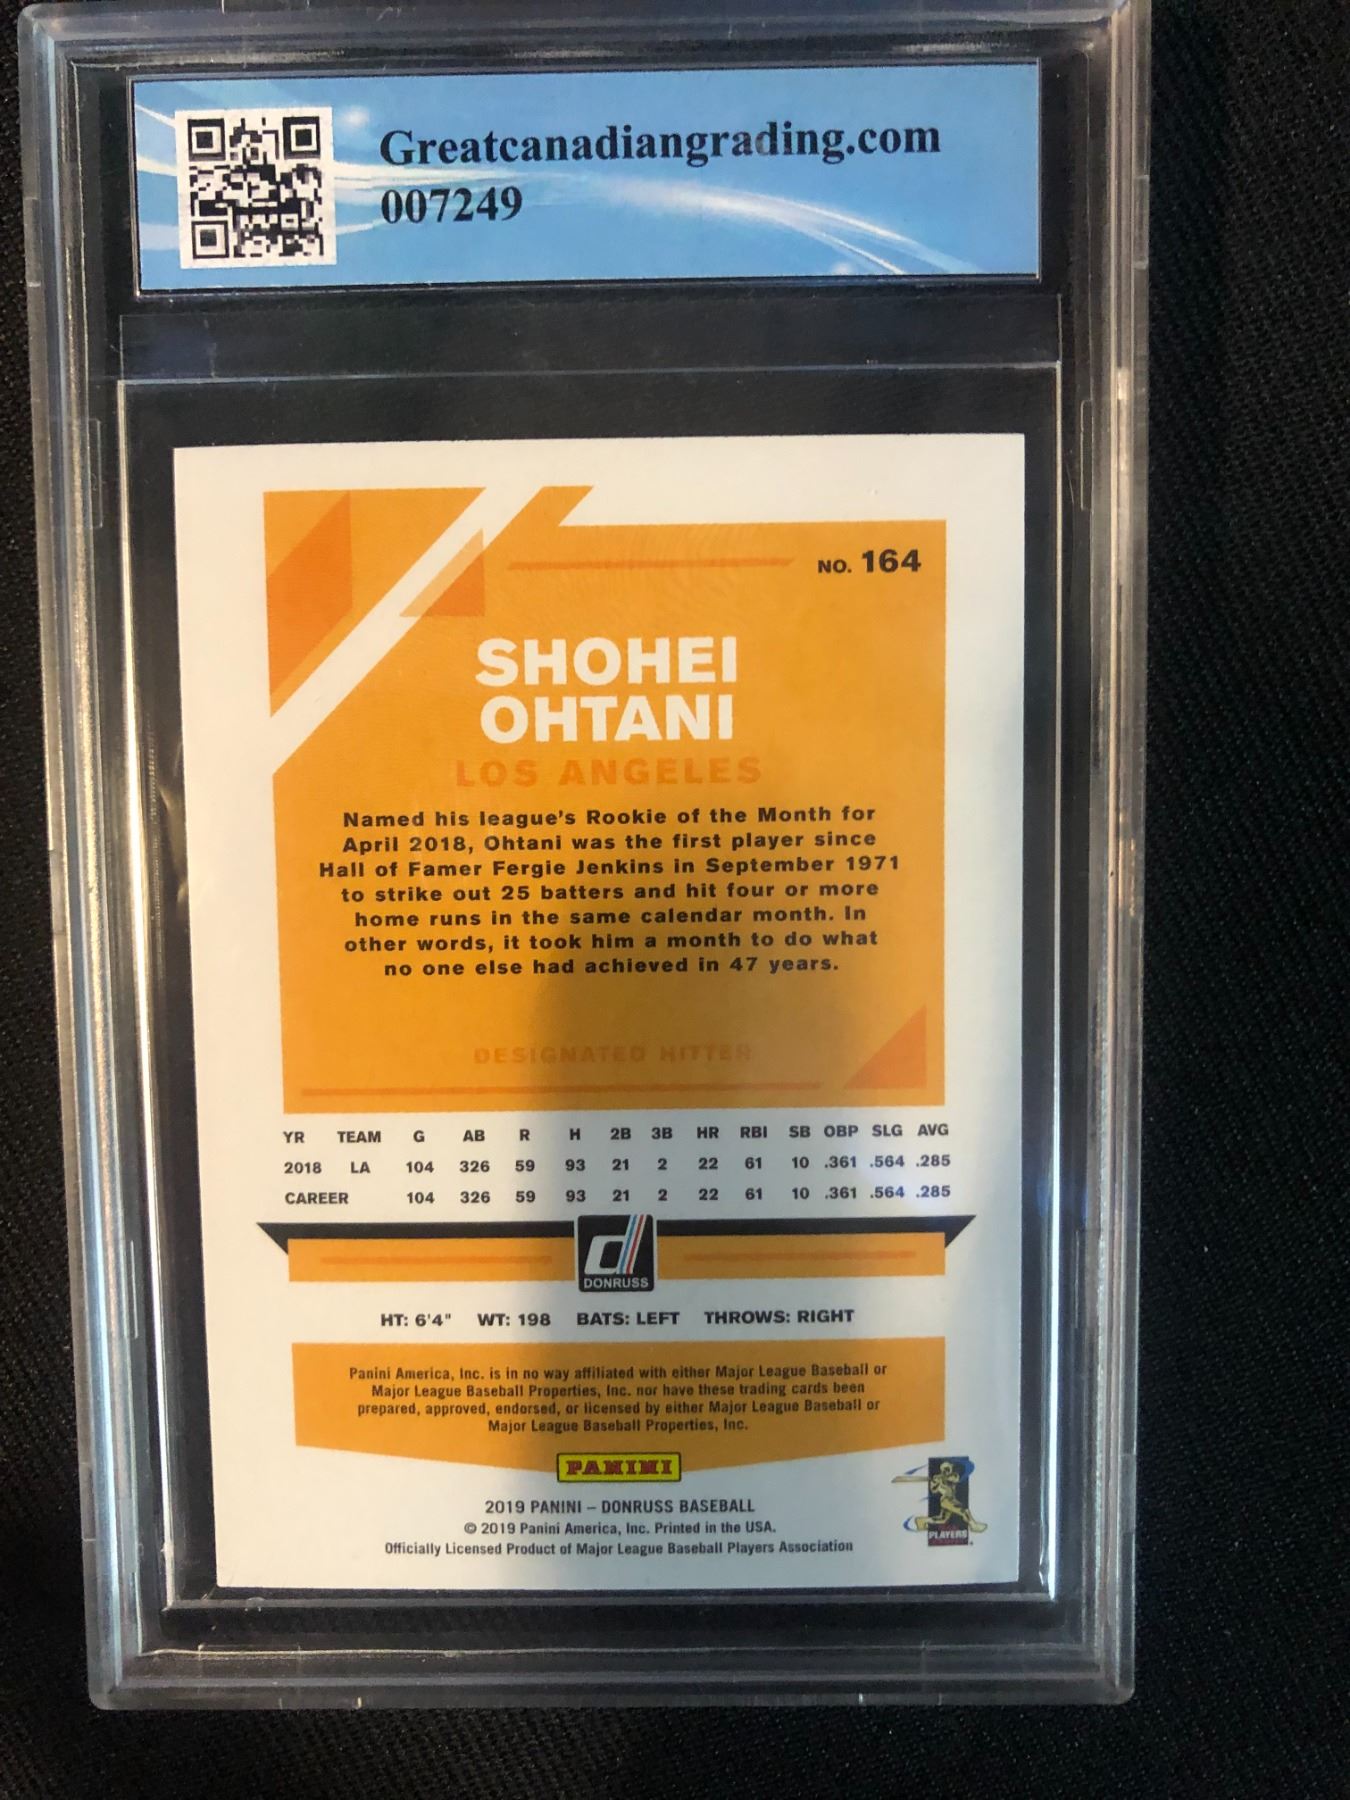 Greatcanadiangrading.com
007249
NO. 164
SHOHEI
OHTANI
LOS ANGELES
Named his league's Rookie of the Month for
April 2018, Ohtani was the first player since
Hall of Famer Fergie Jenkins in September 1971
to strike out 25 batters and hit four or more
home runs in the same calendar month. In
other words, it took him a month to do what
no one else had achieved in 47 years.
DESIGNATED HITTER
YR TEAM G AB R H 2B 3B HR RBI SB OBP SLG AVG
2018 LA 104 326 59 93 21 2 22 61 10 .361 .564 .285
CAREER 104 326 59 93 21 2 22 61 10 .361 .564 .285
d
DONRUSS
HT: 6'4" WT: 198 BATS: LEFT THROWS: RIGHT
Panini America, Inc. is in no way affiliated with either Major League Baseball or
Major League Baseball Properties, Inc. nor have these trading cards been
prepared, approved, endorsed, or licensed by either Major League Baseball or
Major League Baseball Properties, Inc.
PANINI
2019 PANINI – DONRUSS BASEBALL
© 2019 Panini America, Inc. Printed in the USA.
Officially Licensed Product of Major League Baseball Players Association
PLAYERS